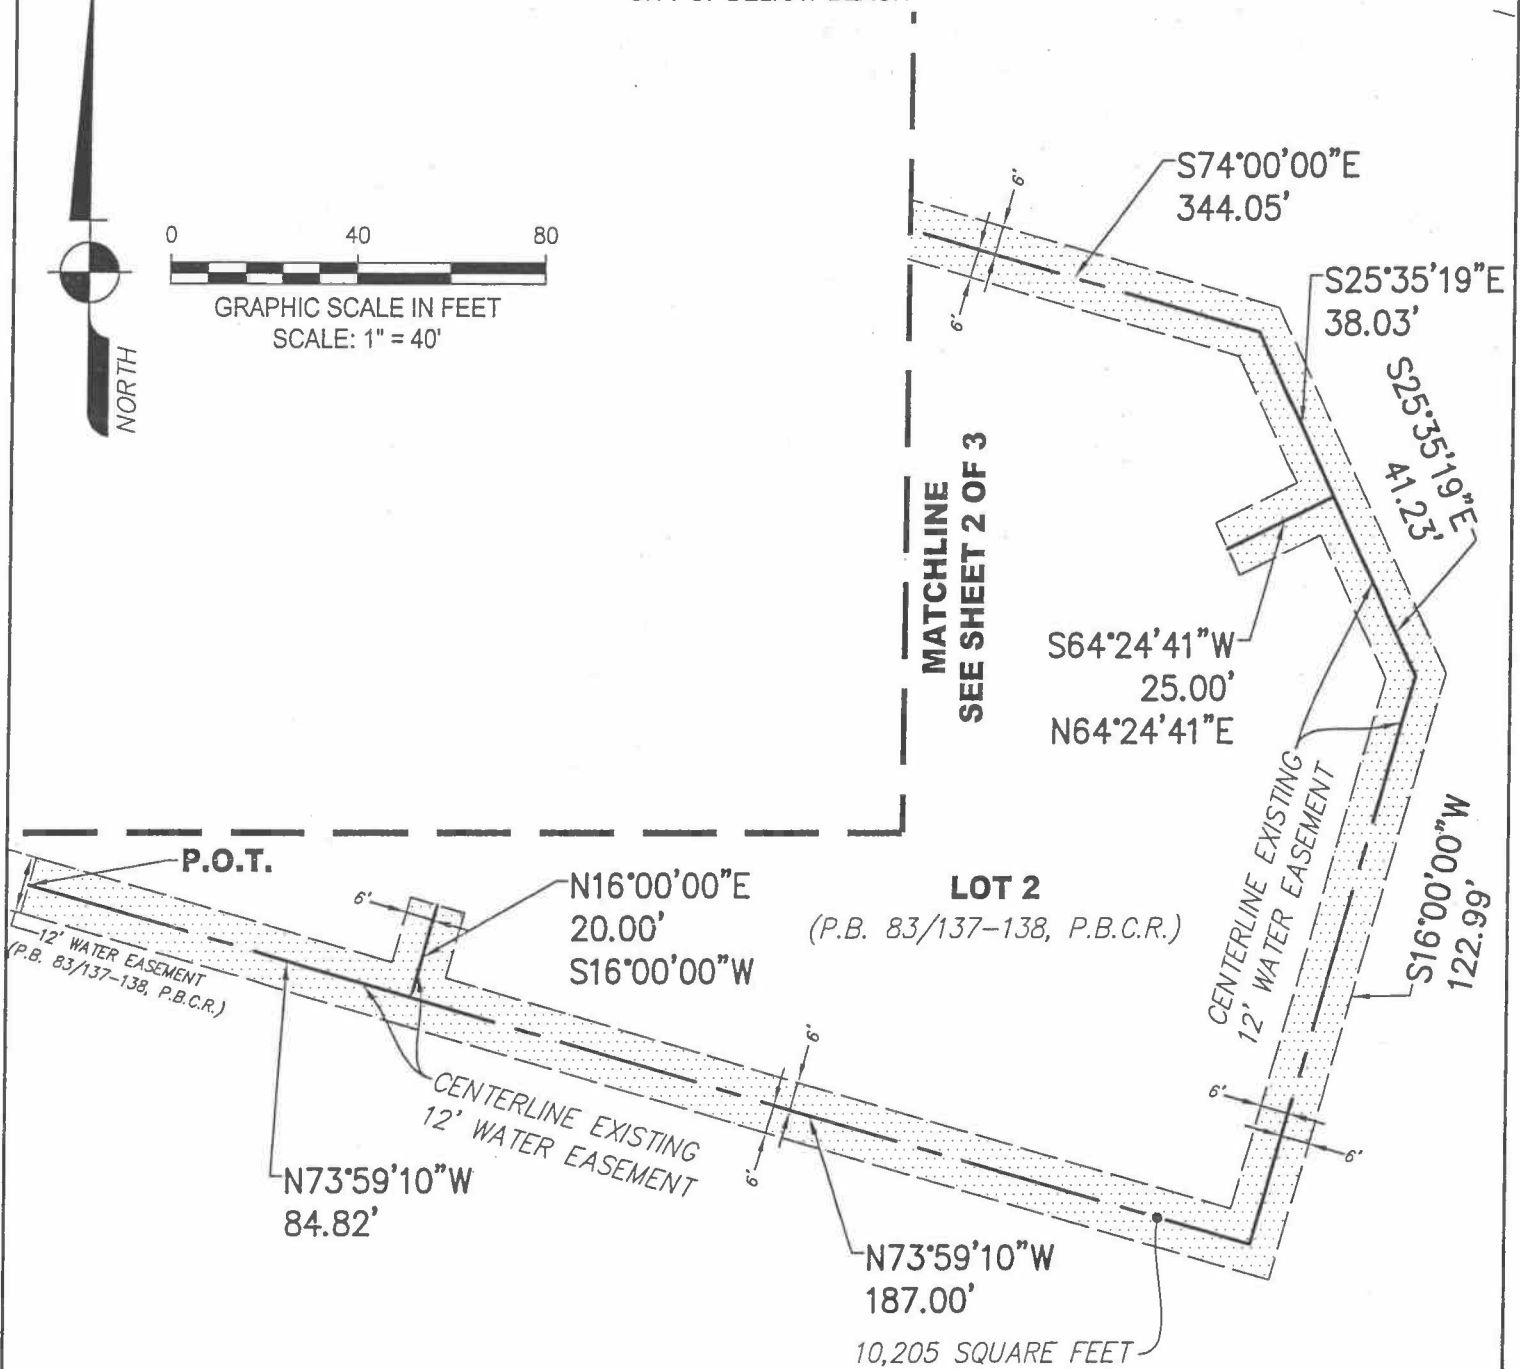 0 40 80
GRAPHIC SCALE IN FEET
SCALE: 1" = 40'
NORTH
6'
6'
S74°00'00"E
344.05'
S25°35'19"E
38.03'
S25°35'19"E
41.23'
MATCHLINE
SEE SHEET 2 OF 3
S64°24'41"W
25.00'
N64°24'41"E
CENTERLINE EXISTING
12' WATER EASEMENT
S16°00'00"W
122.99'
P.O.T.
12' WATER EASEMENT
(P.B. 83/137-138, P.B.C.R.)
6'
N16°00'00"E
20.00'
S16°00'00"W
LOT 2
(P.B. 83/137-138, P.B.C.R.)
CENTERLINE EXISTING
12' WATER EASEMENT
6'
6'
6'
6'
N73°59'10"W
84.82'
N73°59'10"W
187.00'
10,205 SQUARE FEET